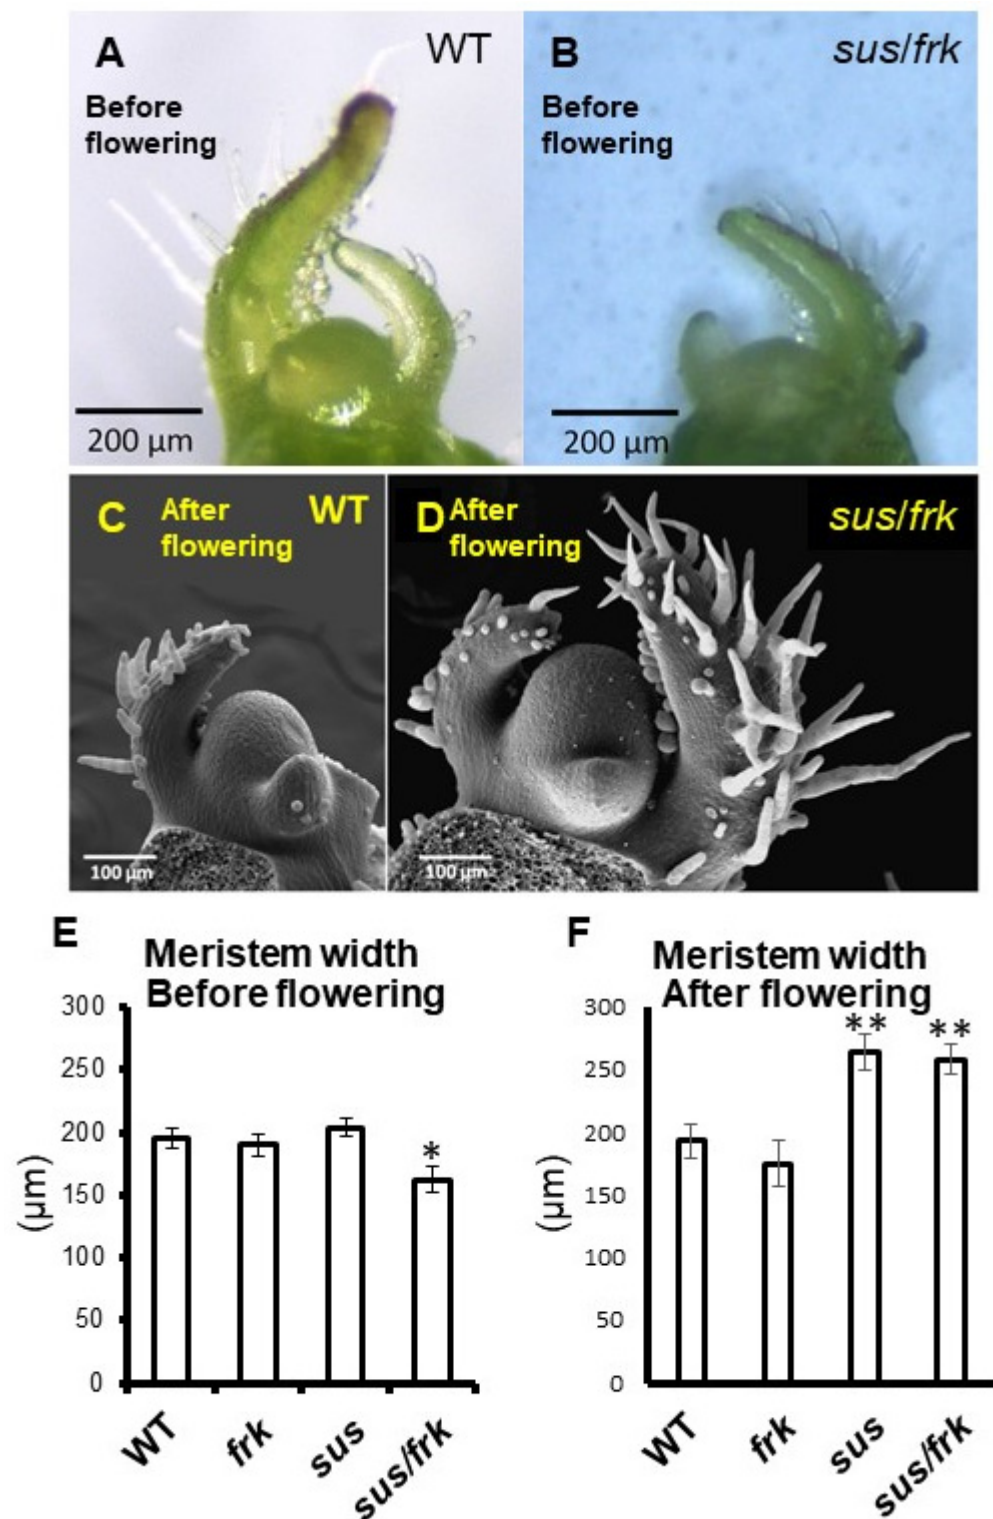 A
WT
Before
flowering
200 µm
B
sus/frk
Before
flowering
200 µm
C
After
flowering
WT
100 µm
D
After
flowering
sus/frk
100 µm
E
Meristem width
Before flowering
(µm)
300
250
200
150
100
50
0
*
WT
frk
sus
sus/frk
F
Meristem width
After flowering
(µm)
300
250
200
150
100
50
0
**
**
WT
frk
sus
sus/frk